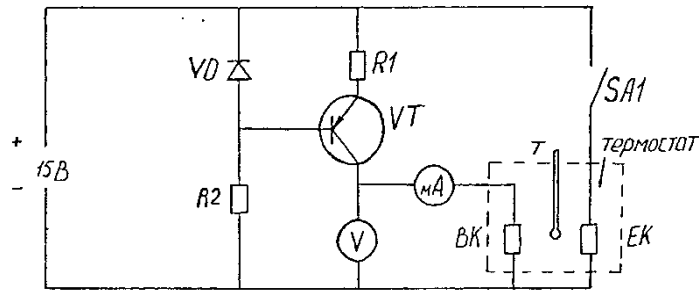 VD
R1
VT
SA1
термостат
+
15В
-
R2
мА
Т
V
ВК
ЕК